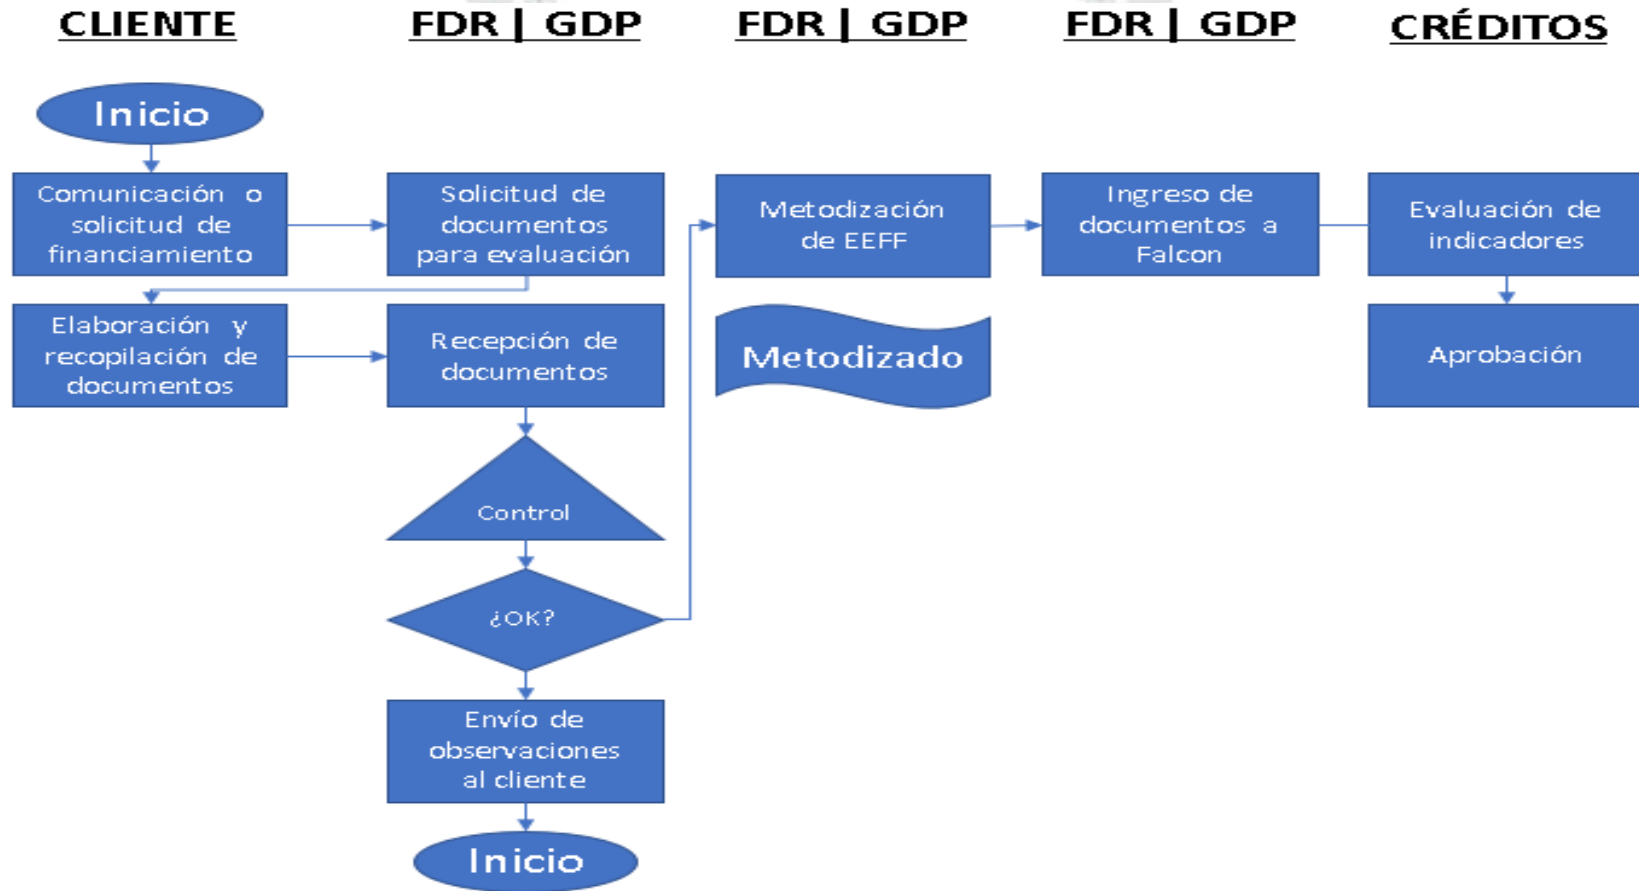 CLIENTE
FDR | GDP
FDR | GDP
FDR | GDP
CRÉDITOS
Inicio
Comunicación o
solicitud de
financiamiento
Solicitud de
documentos
para evaluación
Metodización
de EEFF
Ingreso de
documentos a
Falcon
Evaluación de
indicadores
Elaboración y
recopilación de
documentos
Recepción de
documentos
Metodizado
Aprobación
Control
¿OK?
Envío de
observaciones
al cliente
Inicio